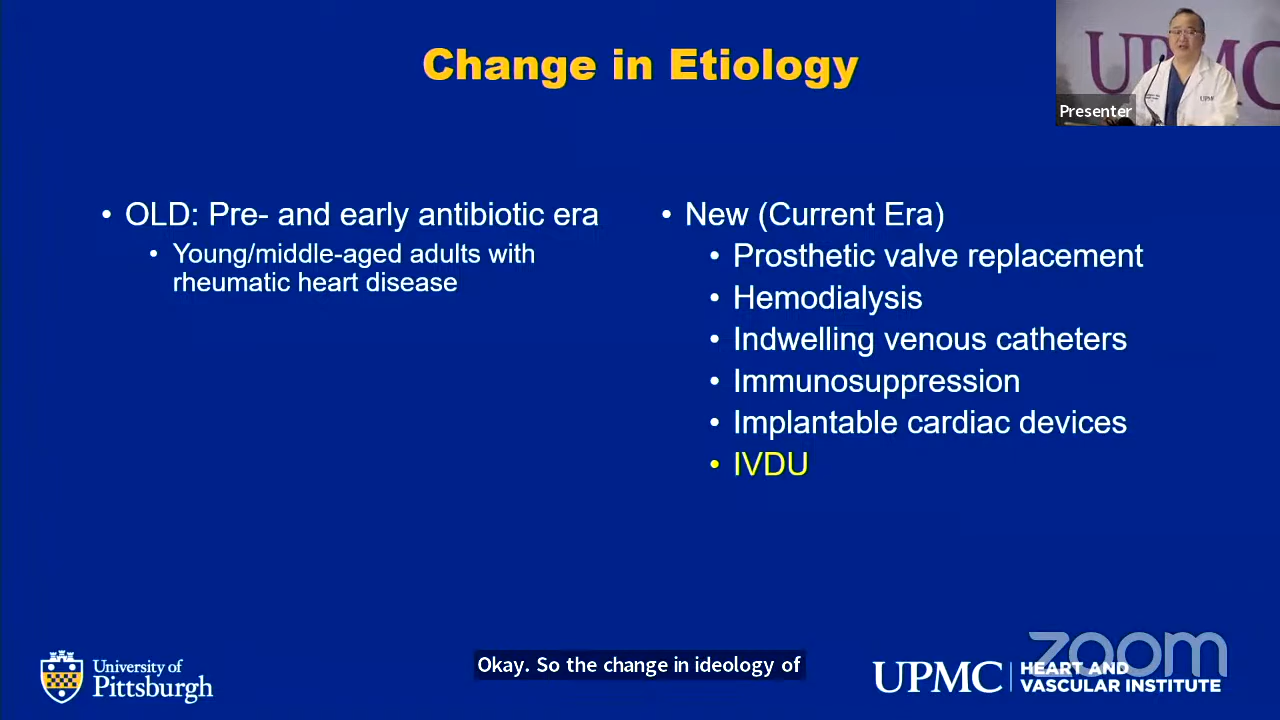 Change in Etiology
UPMC
UPMC
Presenter
• OLD: Pre- and early antibiotic era
• Young/middle-aged adults with
rheumatic heart disease
• New (Current Era)
• Prosthetic valve replacement
• Hemodialysis
• Indwelling venous catheters
• Immunosuppression
• Implantable cardiac devices
• IVDU
University of
Pittsburgh
Okay. So the change in ideology of
zoom
UPMC
HEART AND
VASCULAR INSTITUTE